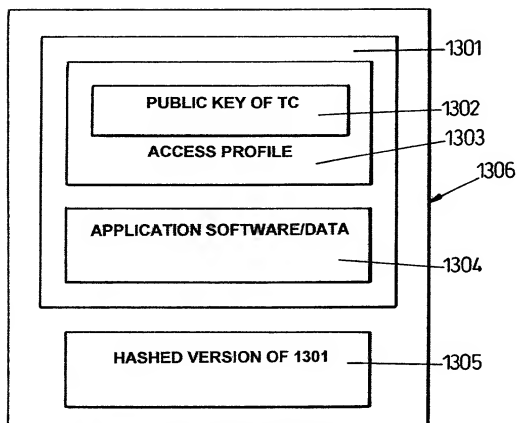 1301
PUBLIC KEY OF TC
1302
1303
ACCESS PROFILE
1306
APPLICATION SOFTWARE/DATA
1304
HASHED VERSION OF 1301
1305